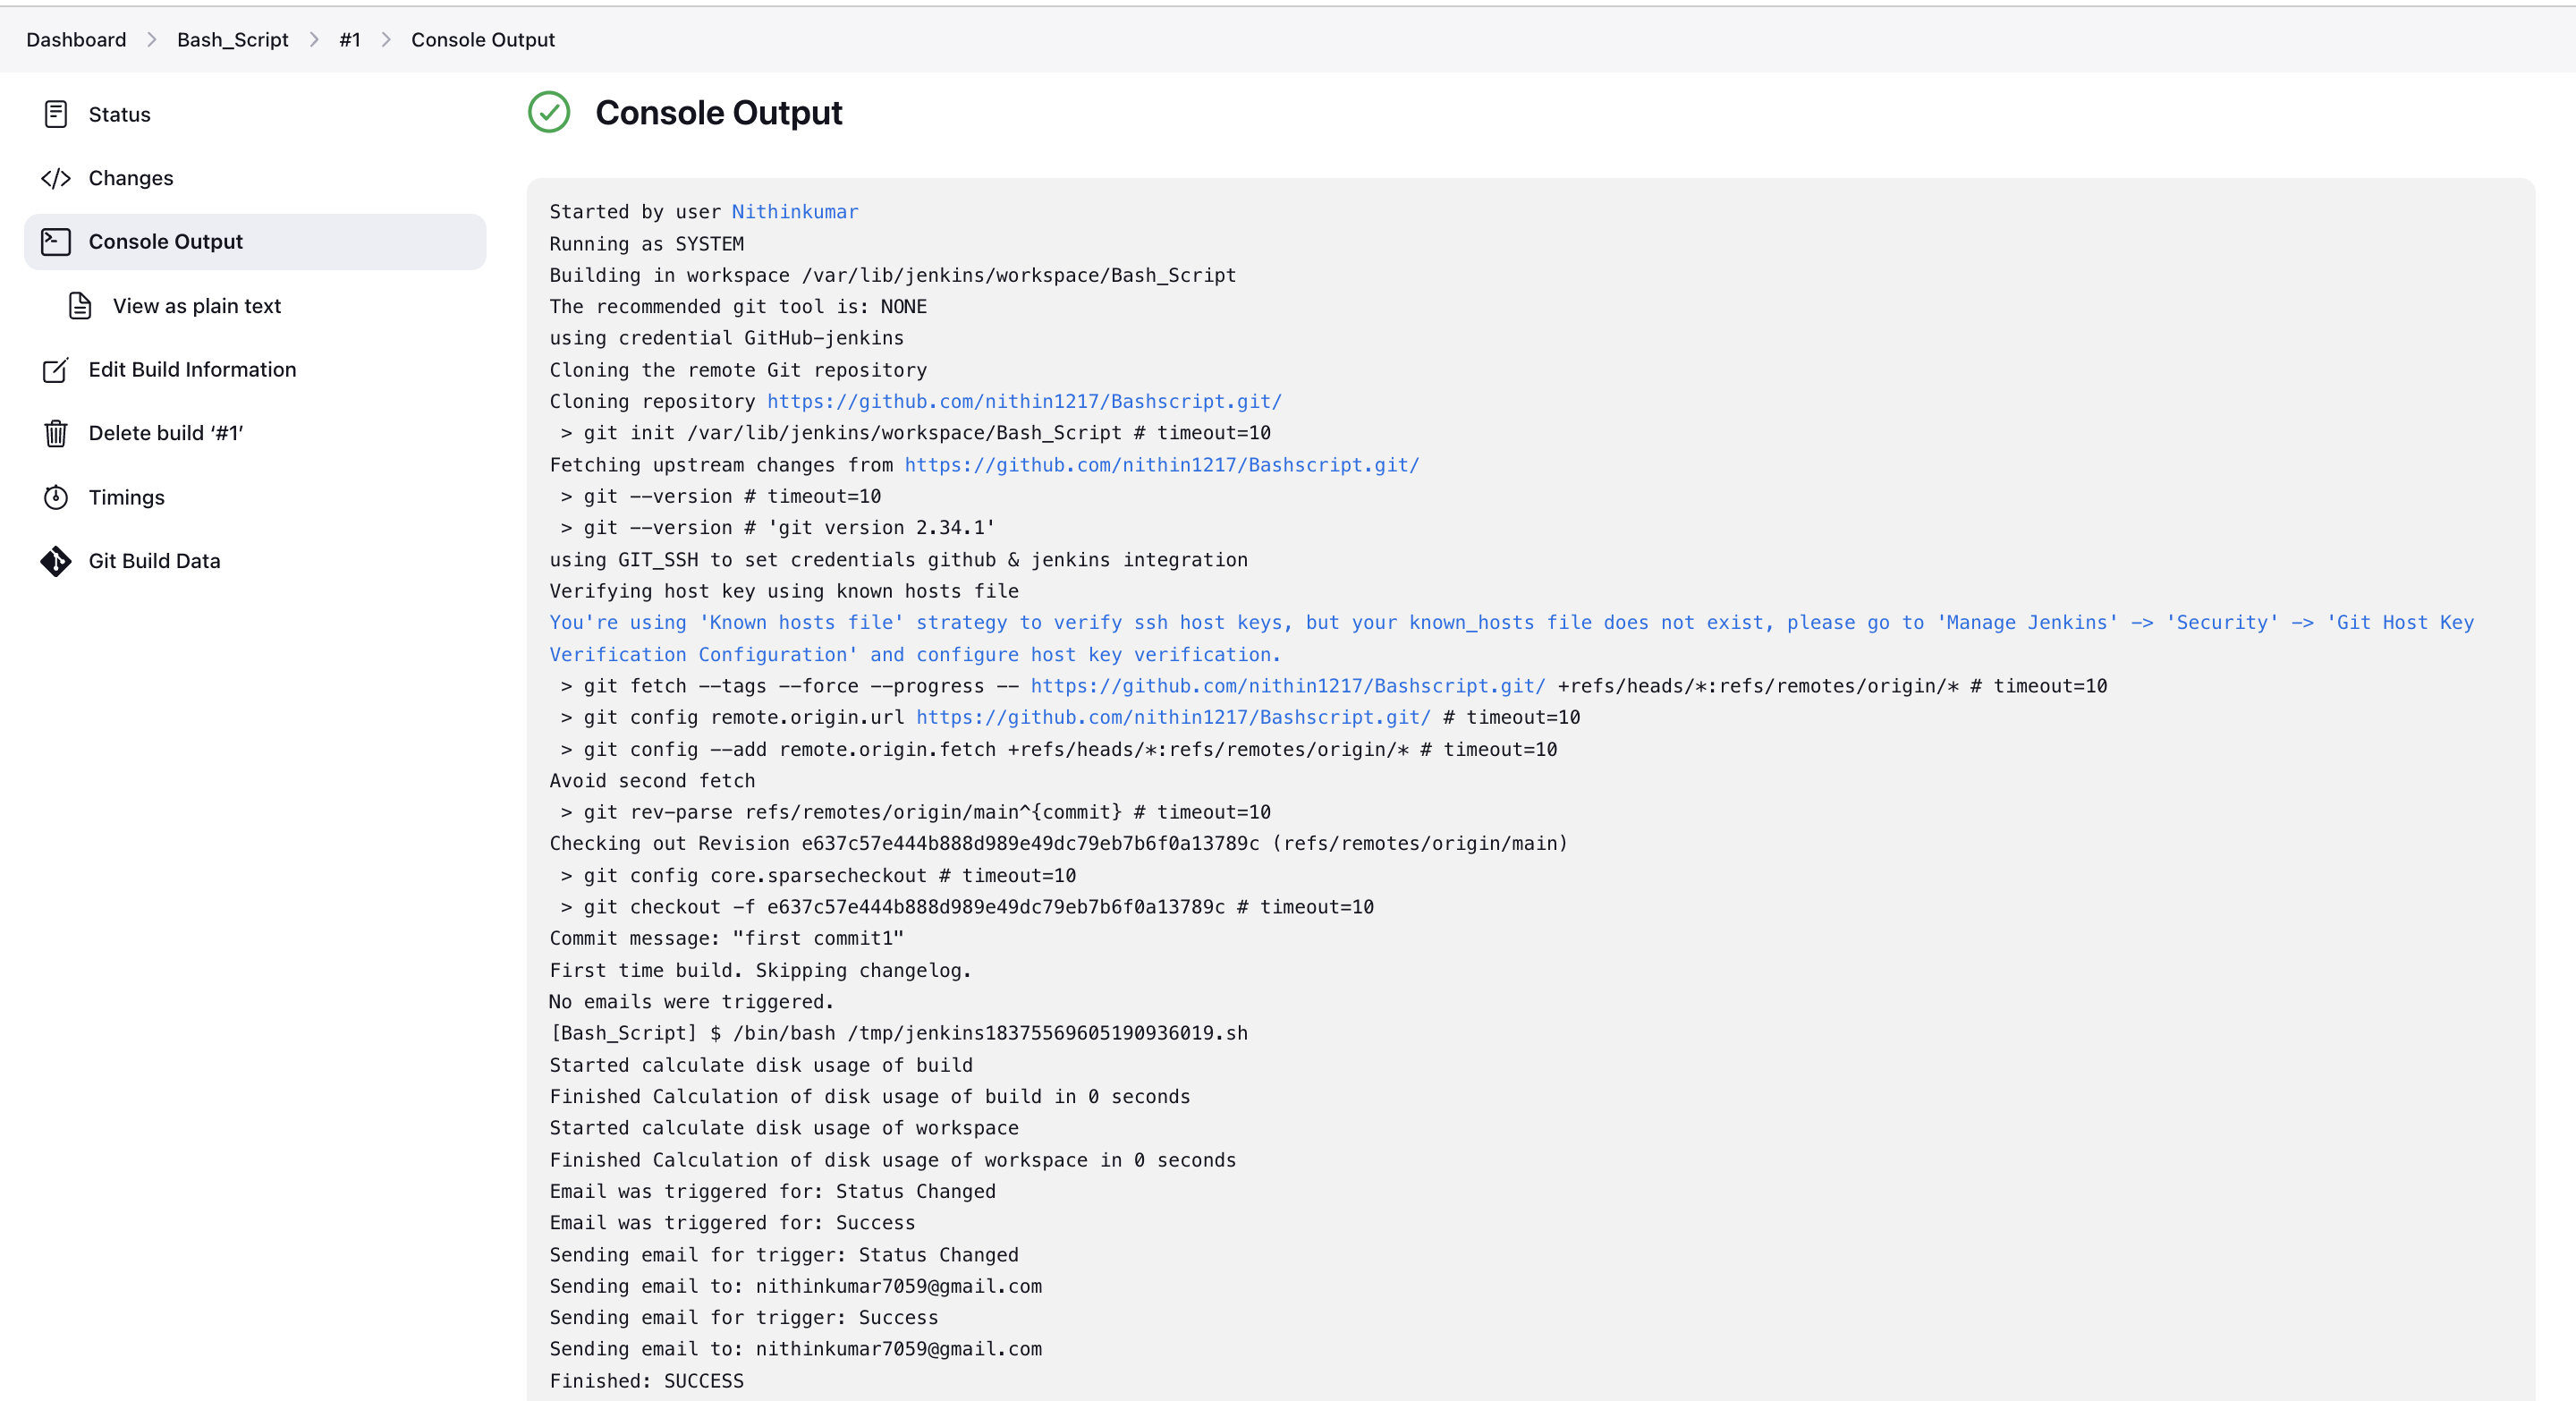 Dashboard > Bash_Script > #1 > Console Output
Status
Changes
Console Output
View as plain text
Edit Build Information
Delete build ‘#1’
Timings
Git Build Data
Console Output
Started by user Nithinkumar
Running as SYSTEM
Building in workspace /var/lib/jenkins/workspace/Bash_Script
The recommended git tool is: NONE
using credential GitHub-jenkins
Cloning the remote Git repository
Cloning repository https://github.com/nithin1217/Bashscript.git/
 > git init /var/lib/jenkins/workspace/Bash_Script # timeout=10
Fetching upstream changes from https://github.com/nithin1217/Bashscript.git/
 > git --version # timeout=10
 > git --version # 'git version 2.34.1'
using GIT_SSH to set credentials github & jenkins integration
Verifying host key using known hosts file
You're using 'Known hosts file' strategy to verify ssh host keys, but your known_hosts file does not exist, please go to 'Manage Jenkins' -> 'Security' -> 'Git Host Key
Verification Configuration' and configure host key verification.
 > git fetch --tags --force --progress -- https://github.com/nithin1217/Bashscript.git/ +refs/heads/*:refs/remotes/origin/* # timeout=10
 > git config remote.origin.url https://github.com/nithin1217/Bashscript.git/ # timeout=10
 > git config --add remote.origin.fetch +refs/heads/*:refs/remotes/origin/* # timeout=10
Avoid second fetch
 > git rev-parse refs/remotes/origin/main^{commit} # timeout=10
Checking out Revision e637c57e444b888d989e49dc79eb7b6f0a13789c (refs/remotes/origin/main)
 > git config core.sparsecheckout # timeout=10
 > git checkout -f e637c57e444b888d989e49dc79eb7b6f0a13789c # timeout=10
Commit message: "first commit1"
First time build. Skipping changelog.
No emails were triggered.
[Bash_Script] $ /bin/bash /tmp/jenkins18375569605190936019.sh
Started calculate disk usage of build
Finished Calculation of disk usage of build in 0 seconds
Started calculate disk usage of workspace
Finished Calculation of disk usage of workspace in 0 seconds
Email was triggered for: Status Changed
Email was triggered for: Success
Sending email for trigger: Status Changed
Sending email to: nithinkumar7059@gmail.com
Sending email for trigger: Success
Sending email to: nithinkumar7059@gmail.com
Finished: SUCCESS